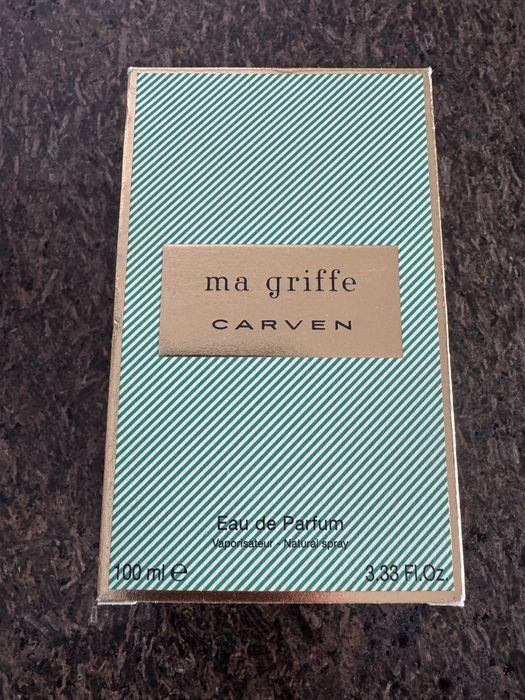 ma griffe
CARVEN
Eau de Parfum
Vaporisateur - Natural spray
100 ml ℮ 3.33 Fl.Oz.